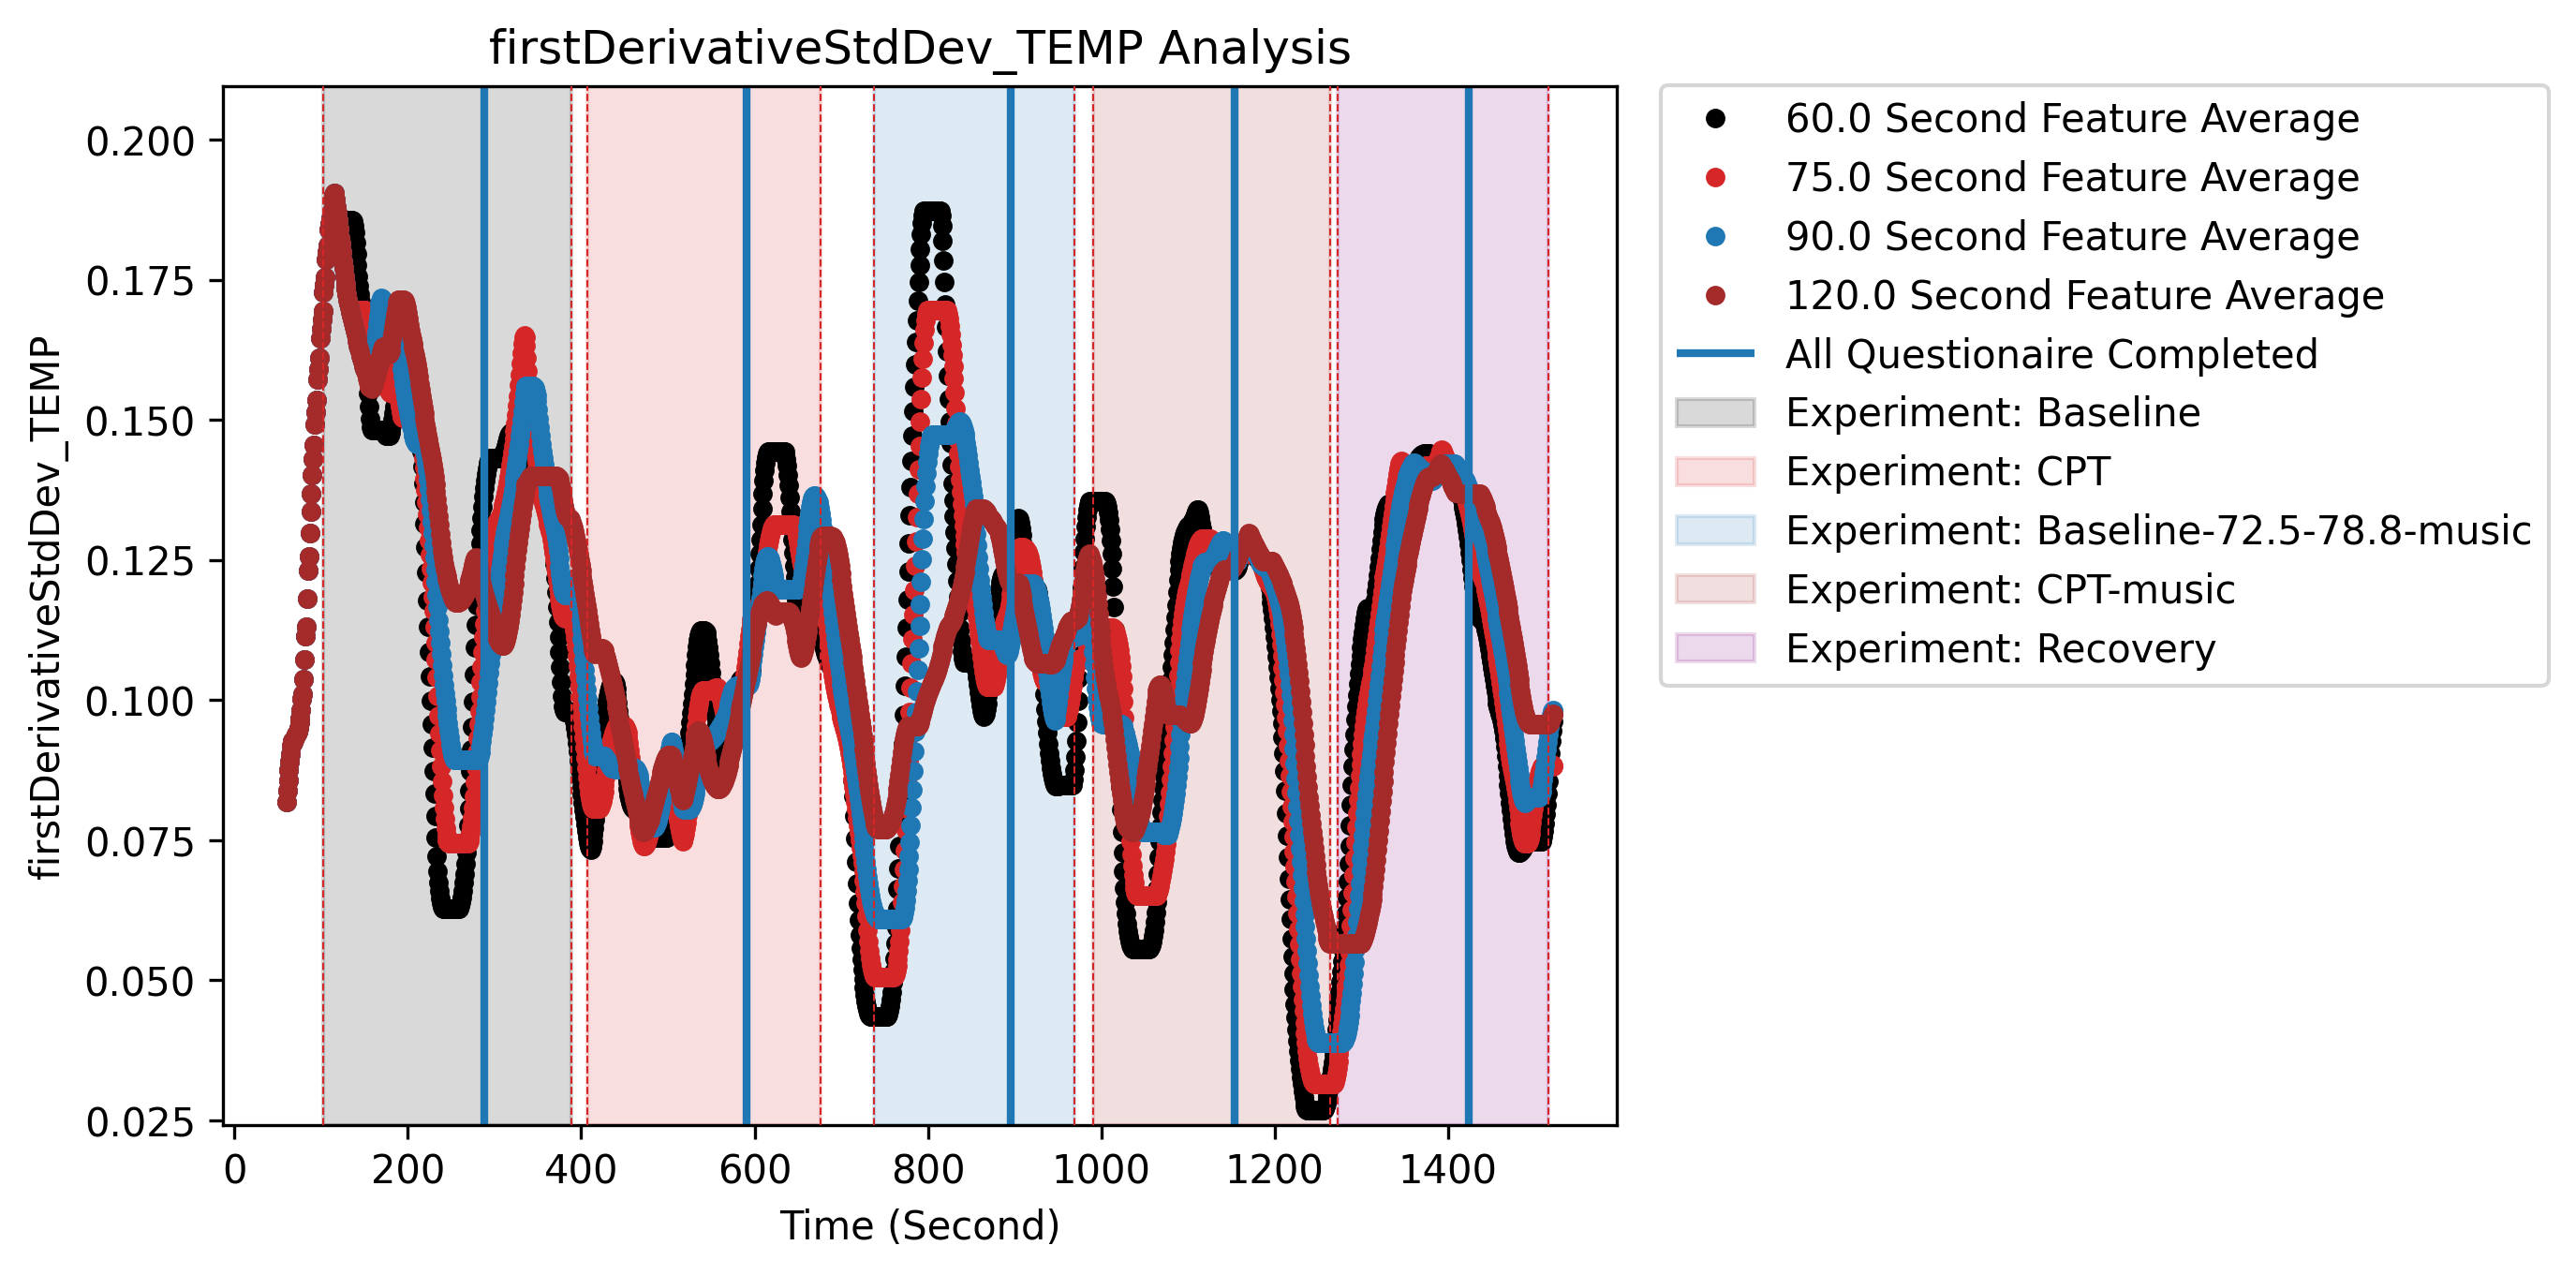 firstDerivativeStdDev_TEMP Analysis
firstDerivativeStdDev_TEMP
0.200
0.175
0.150
0.125
0.100
0.075
0.050
0.025
0 200 400 600 800 1000 1200 1400
Time (Second)
60.0 Second Feature Average
75.0 Second Feature Average
90.0 Second Feature Average
120.0 Second Feature Average
All Questionaire Completed
Experiment: Baseline
Experiment: CPT
Experiment: Baseline-72.5-78.8-music
Experiment: CPT-music
Experiment: Recovery